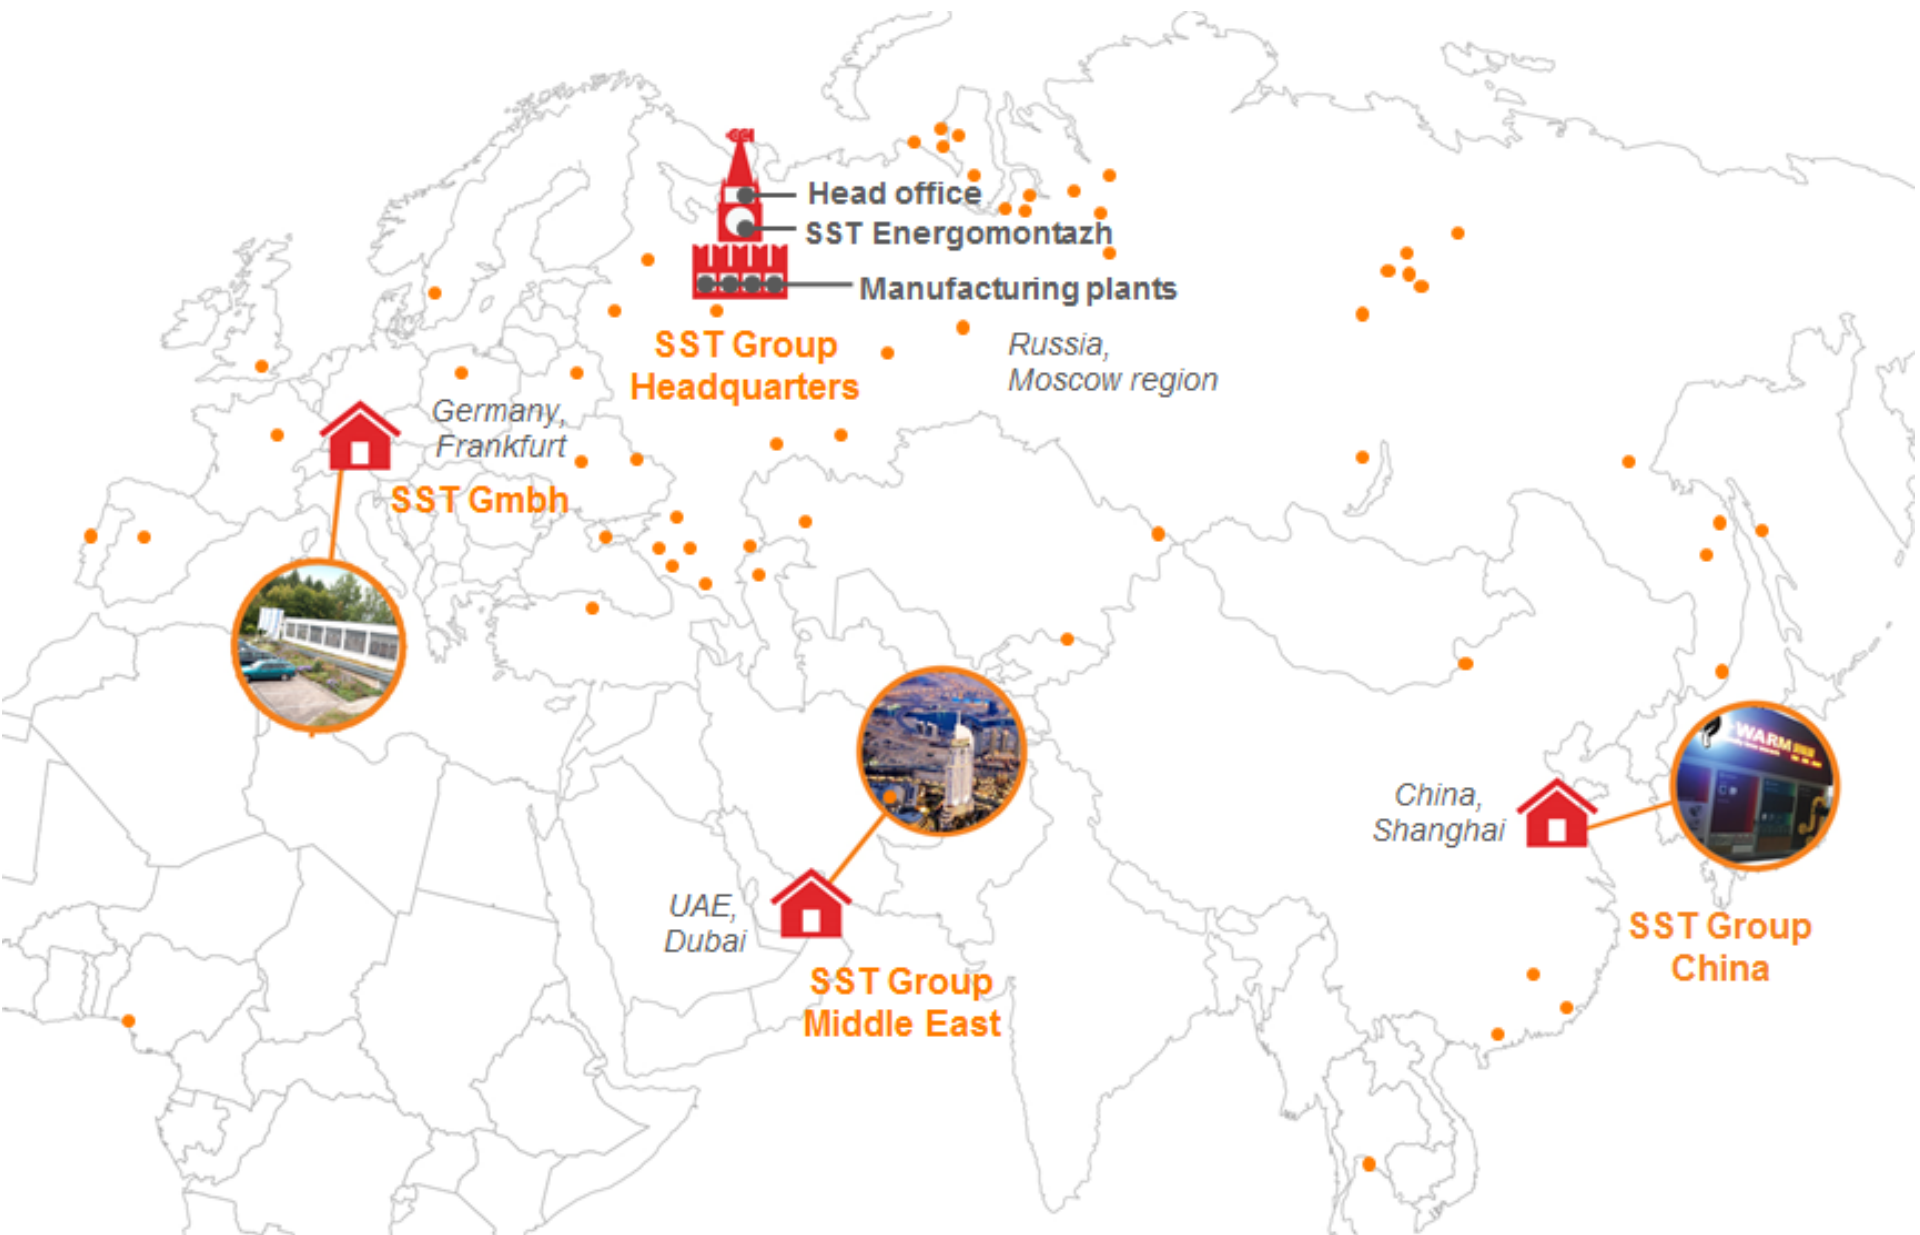 Head office
SST Energomontazh
Manufacturing plants
SST Group
Headquarters
Russia,
Moscow region
Germany,
Frankfurt
SST Gmbh
WARM
China,
Shanghai
UAE,
Dubai
SST Group
China
SST Group
Middle East